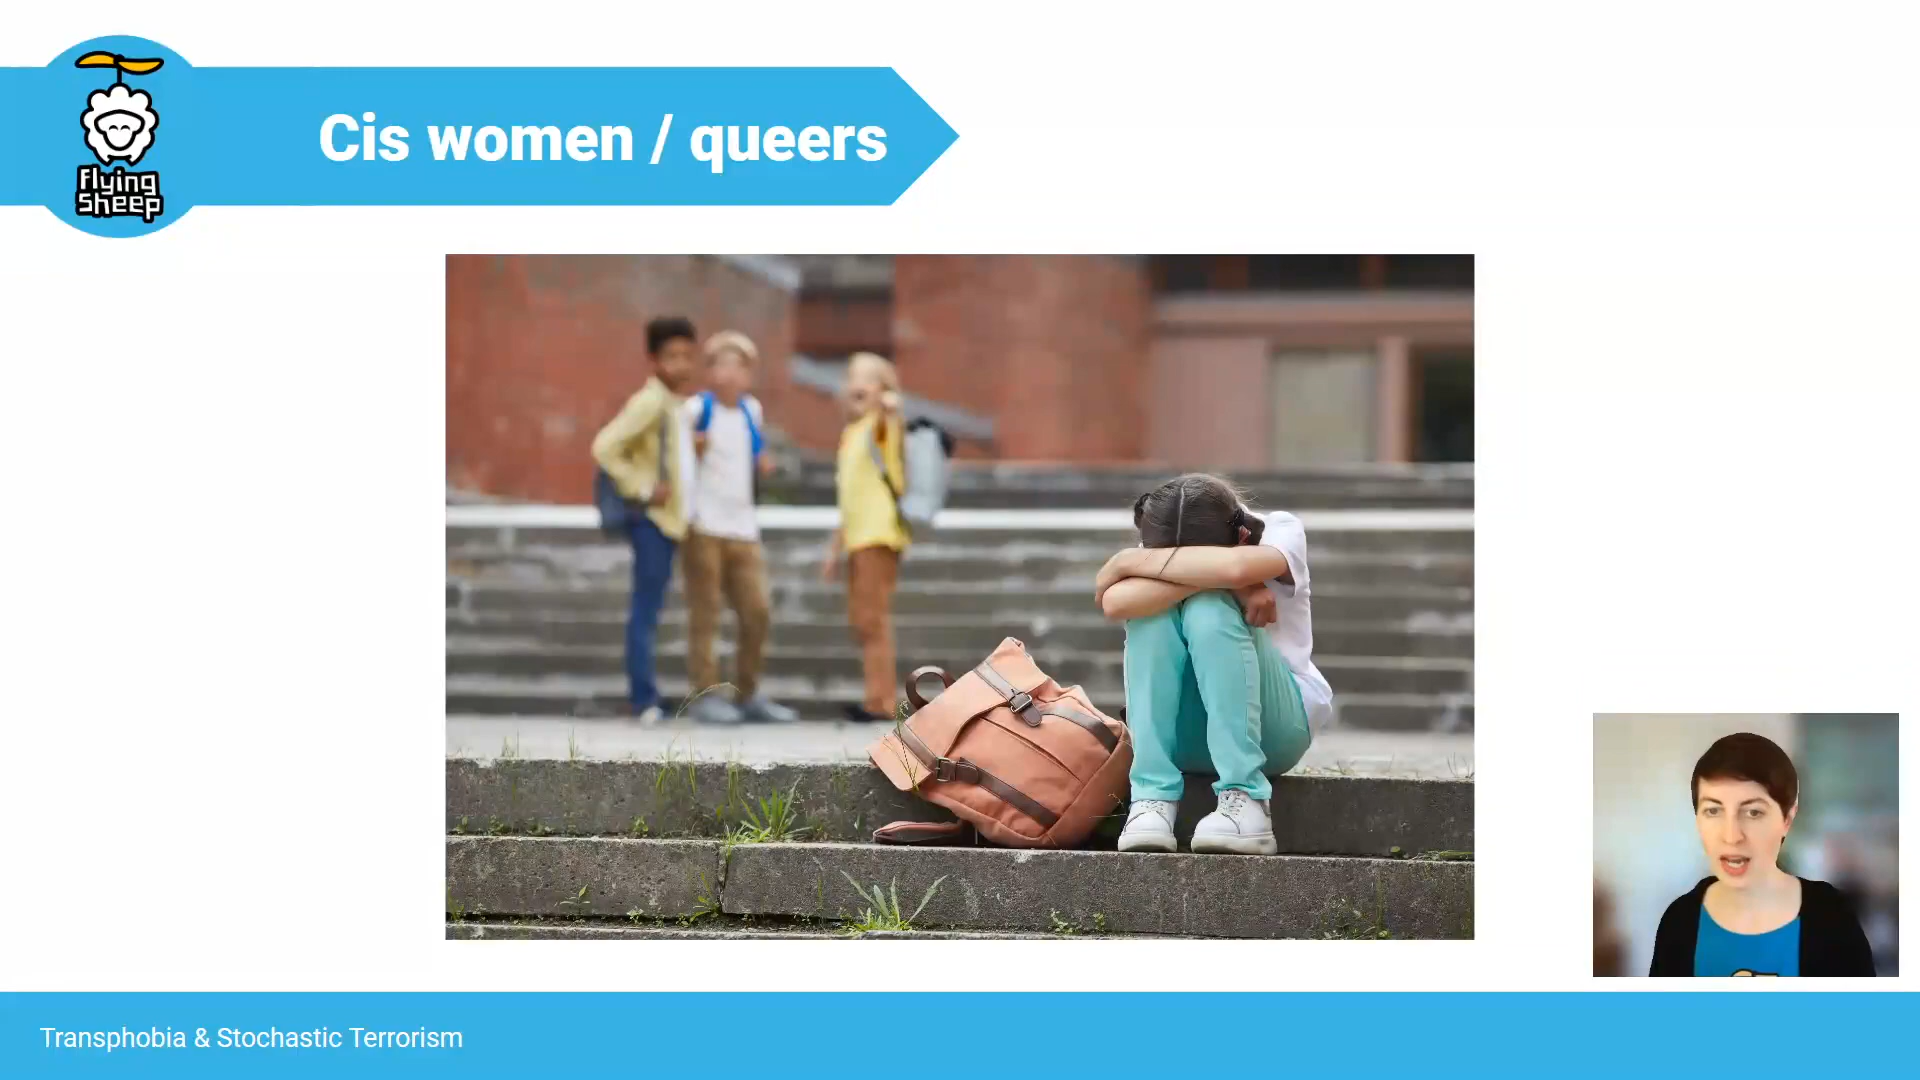 Flying
Sheep
Cis women / queers
Transphobia & Stochastic Terrorism